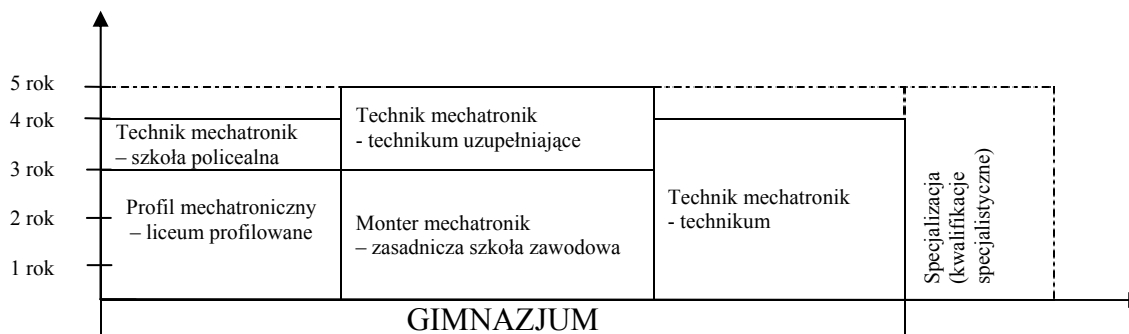 5 rok
4 rok
3 rok
2 rok
1 rok
Technik mechatronik
– szkoła policealna
Profil mechatroniczny
– liceum profilowane
Technik mechatronik
- technikum uzupełniające
Monter mechatronik
– zasadnicza szkoła zawodowa
Technik mechatronik
- technikum
Specjalizacja
(kwalifikacje
specjalistyczne)
GIMNAZJUM